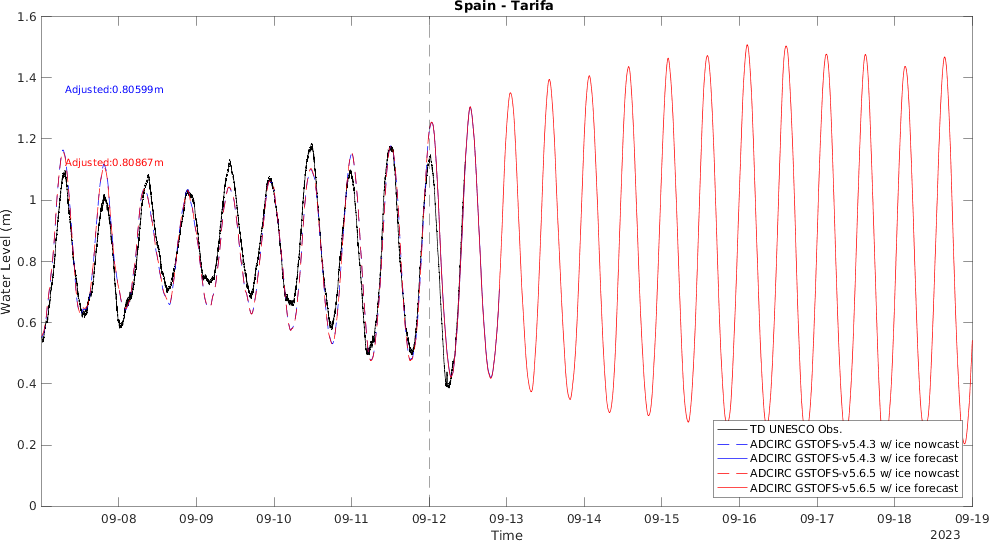 Spain - Tarifa
1.6
1.4
1.2
1
0.8
0.6
0.4
0.2
0
Water Level (m)
Adjusted:0.80599m
Adjusted:0.80867m
TD UNESCO Obs.
ADCIRC GSTOFS-v5.4.3 w/ ice nowcast
ADCIRC GSTOFS-v5.4.3 w/ ice forecast
ADCIRC GSTOFS-v5.6.5 w/ ice nowcast
ADCIRC GSTOFS-v5.6.5 w/ ice forecast
09-08 09-09 09-10 09-11 09-12 09-13 09-14 09-15 09-16 09-17 09-18 09-19
Time
2023